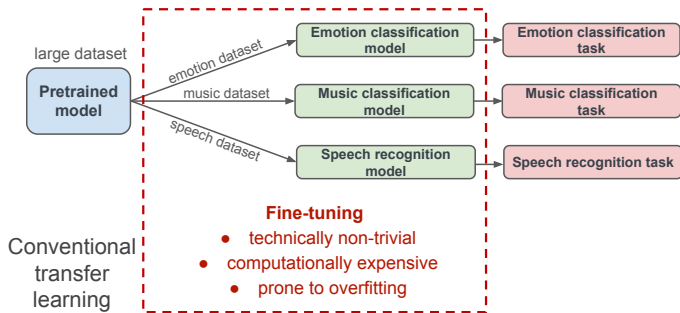 large dataset
Pretrained
model
emotion dataset
music dataset
speech dataset
Emotion classification
model
Emotion classification
task
Music classification
model
Music classification
task
Speech recognition
model
Speech recognition task
Fine-tuning
● technically non-trivial
● computationally expensive
● prone to overfitting
Conventional
transfer
learning